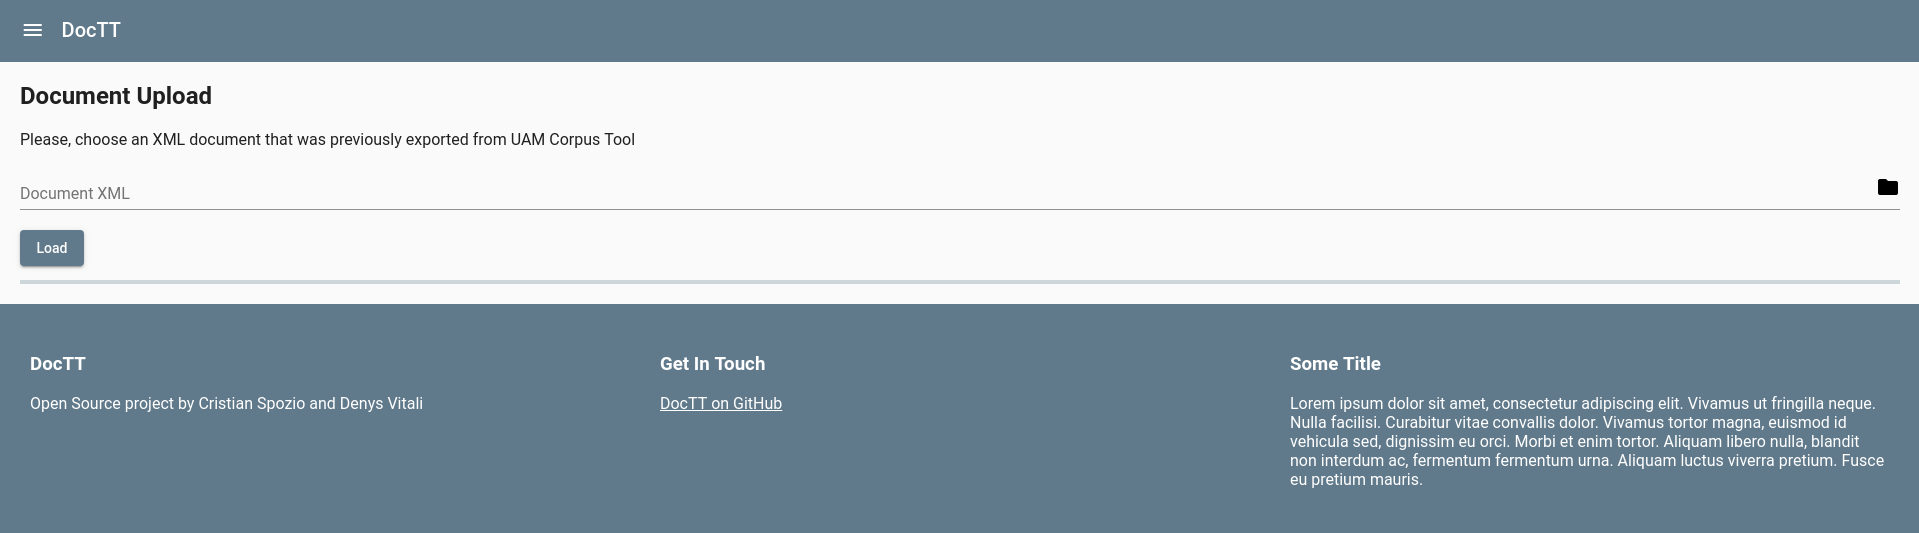 DocTT
Document Upload
Please, choose an XML document that was previously exported from UAM Corpus Tool
Document XML
Load
DocTT
Open Source project by Cristian Spozio and Denys Vitali
Get In Touch
DocTT on GitHub
Some Title
Lorem ipsum dolor sit amet, consectetur adipiscing elit. Vivamus ut fringilla neque.
Nulla facilisi. Curabitur vitae convallis dolor. Vivamus tortor magna, euismod id
vehicula sed, dignissim eu orci. Morbi et enim tortor. Aliquam libero nulla, blandit
non interdum ac, fermentum fermentum urna. Aliquam luctus viverra pretium. Fusce
eu pretium mauris.